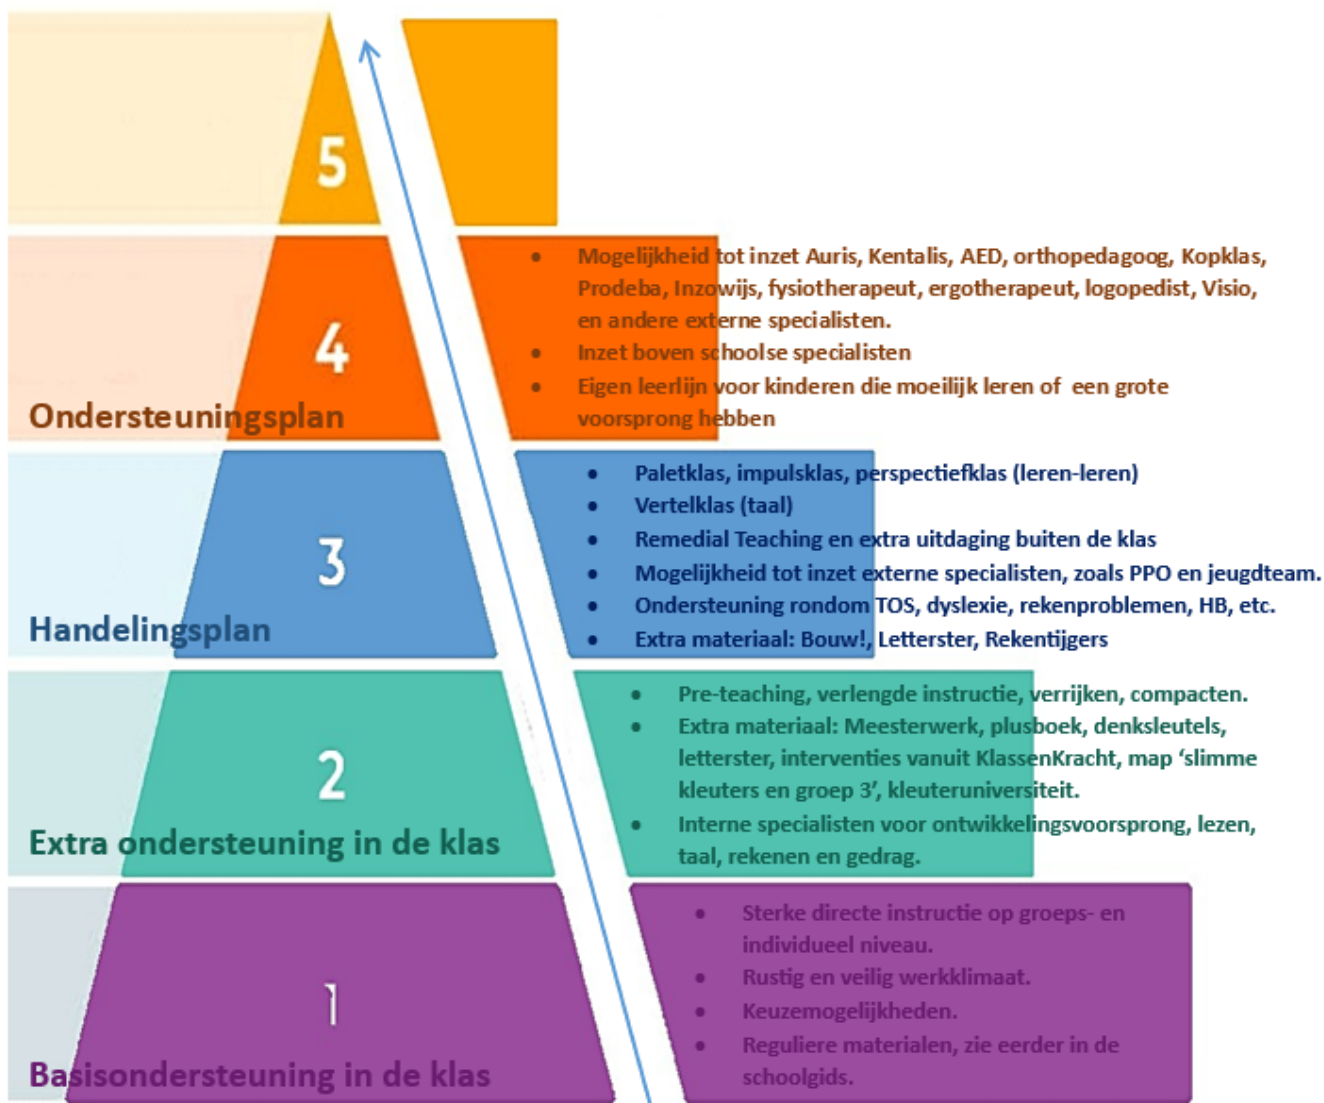 5
• Mogelijkheid tot inzet Auris, Kentalis, AED, orthopedagoog, Kopklas,
Prodeba, Inzowijs, fysiotherapeut, ergotherapeut, logopedist, Visio,
en andere externe specialisten.
• Inzet boven schoolse specialisten
• Eigen leerlijn voor kinderen die moeilijk leren of een grote
voorsprong hebben
4
Ondersteuningsplan
• Paletklas, impulsklas, perspectiefklas (leren-leren)
• Vertelklas (taal)
• Remedial Teaching en extra uitdaging buiten de klas
• Mogelijkheid tot inzet externe specialisten, zoals PPO en jeugdteam.
• Ondersteuning rondom TOS, dyslexie, rekenproblemen, HB, etc.
• Extra materiaal: Bouw!, Letterster, Rekentijgers
3
Handelingsplan
• Pre-teaching, verlengde instructie, verrijken, compacten.
• Extra materiaal: Meesterwerk, plusboek, denksleutels,
letterster, interventies vanuit KlassenKracht, map ‘slimme
kleuters en groep 3’, kleuteruniversiteit.
• Interne specialisten voor ontwikkelingsvoorsprong, lezen,
taal, rekenen en gedrag.
2
Extra ondersteuning in de klas
• Sterke directe instructie op groeps- en
individueel niveau.
• Rustig en veilig werkklimaat.
• Keuzemogelijkheden.
• Reguliere materialen, zie eerder in de
schoolgids.
1
Basisondersteuning in de klas